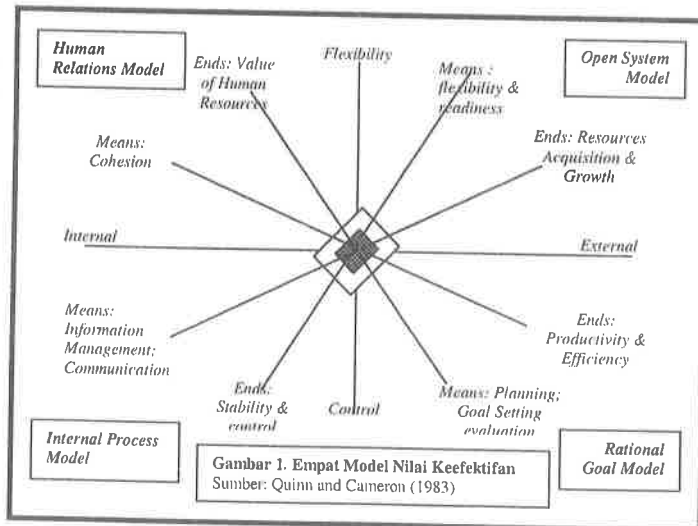 Human
Relations Model
Ends: Value
of Human
Resources
Flexibility
Means :
flexibility &
readiness
Open System
Model
Means:
Cohesion
Ends: Resources
Acquisition &
Growth
Internal
External
Means:
Information
Management;
Communication
Ends:
Productivity &
Efficiency
Ends:
Stability &
control
Control
Means: Planning;
Goal Setting
evaluation
Internal Process
Model
Gambar 1. Empat Model Nilai Keefektifan
Sumber: Quinn and Cameron (1983)
Rational
Goal Model